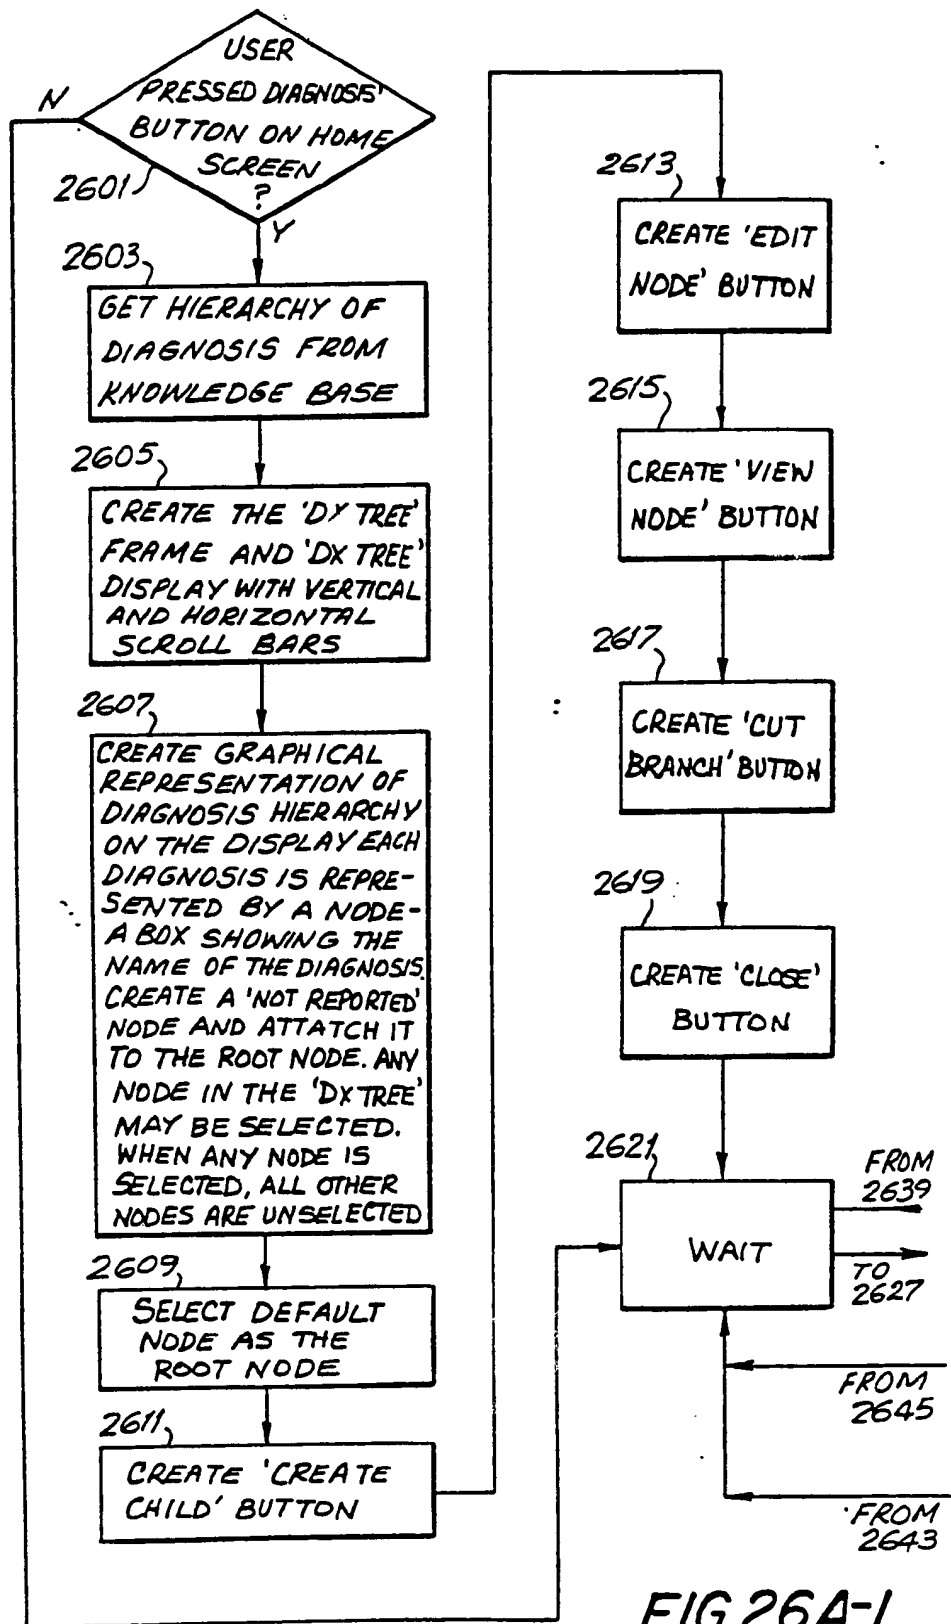 USER
PRESSED DIAGNOSIS'
BUTTON ON HOME
SCREEN
?
N
2601
Y
2603
GET HIERARCHY OF
DIAGNOSIS FROM
KNOWLEDGE BASE
2605
CREATE THE 'DY TREE'
FRAME AND 'DX TREE'
DISPLAY WITH VERTICAL
AND HORIZONTAL
SCROLL BARS
2607
CREATE GRAPHICAL
REPRESENTATION OF
DIAGNOSIS HIERARCHY
ON THE DISPLAY EACH
DIAGNOSIS IS REPRE-
SENTED BY A NODE-
A BOX SHOWING THE
NAME OF THE DIAGNOSIS.
CREATE A 'NOT REPORTED'
NODE AND ATTATCH IT
TO THE ROOT NODE. ANY
NODE IN THE 'DX TREE'
MAY BE SELECTED.
WHEN ANY NODE IS
SELECTED, ALL OTHER
NODES ARE UNSELECTED
2609
SELECT DEFAULT
NODE AS THE
ROOT NODE
2611
CREATE 'CREATE
CHILD' BUTTON
2613
CREATE 'EDIT
NODE' BUTTON
2615
CREATE 'VIEW
NODE' BUTTON
2617
CREATE 'CUT
BRANCH' BUTTON
2619
CREATE 'CLOSE'
BUTTON
2621
WAIT
FROM
2639
TO
2627
FROM
2645
FROM
2643
FIG.26A-1